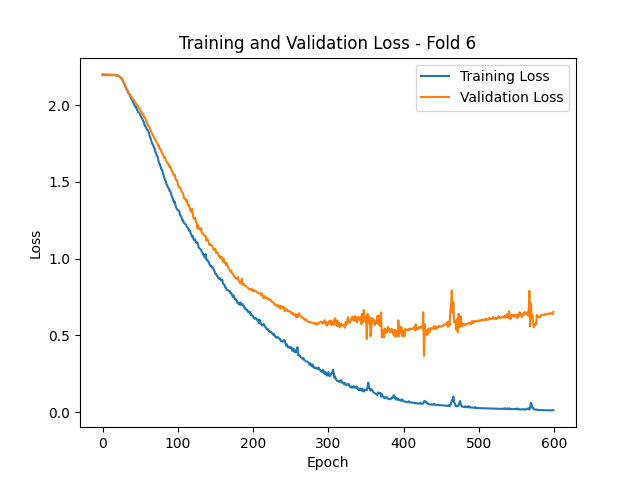 Training and Validation Loss - Fold 6
Training Loss
Validation Loss
2.0
1.5
1.0
0.5
0.0
Loss
0 100 200 300 400 500 600
Epoch